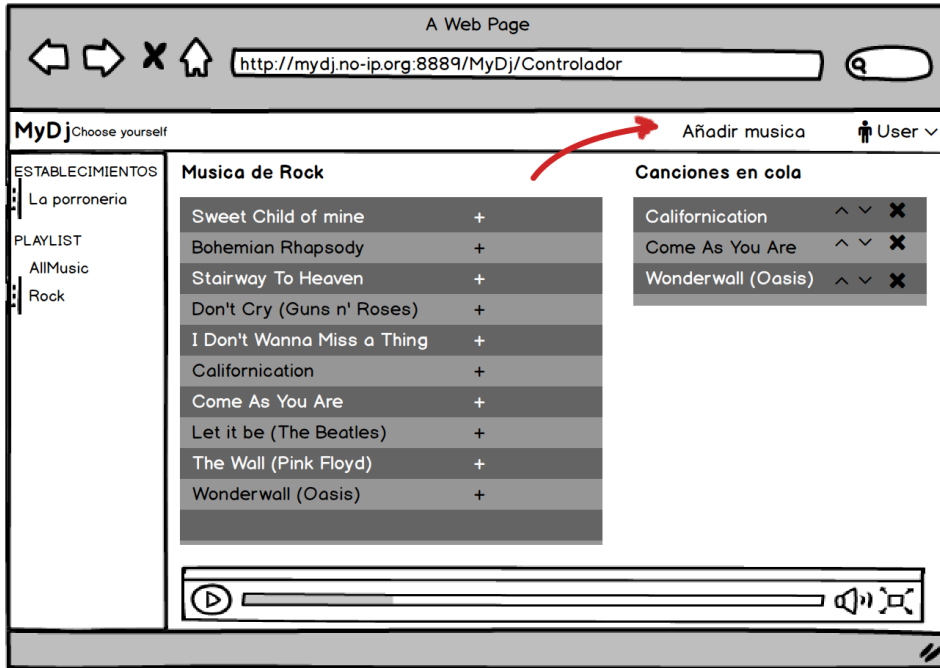 A Web Page
http://mydj.no-ip.org:8889/MyDj/Controlador
MyDj Choose yourself
Añadir musica
User
ESTABLECIMIENTOS
La porroneria
PLAYLIST
AllMusic
Rock
Musica de Rock
Sweet Child of mine +
Bohemian Rhapsody +
Stairway To Heaven +
Don't Cry (Guns n' Roses) +
I Don't Wanna Miss a Thing +
Californication +
Come As You Are +
Let it be (The Beatles) +
The Wall (Pink Floyd) +
Wonderwall (Oasis) +
Canciones en cola
Californication
Come As You Are
Wonderwall (Oasis)